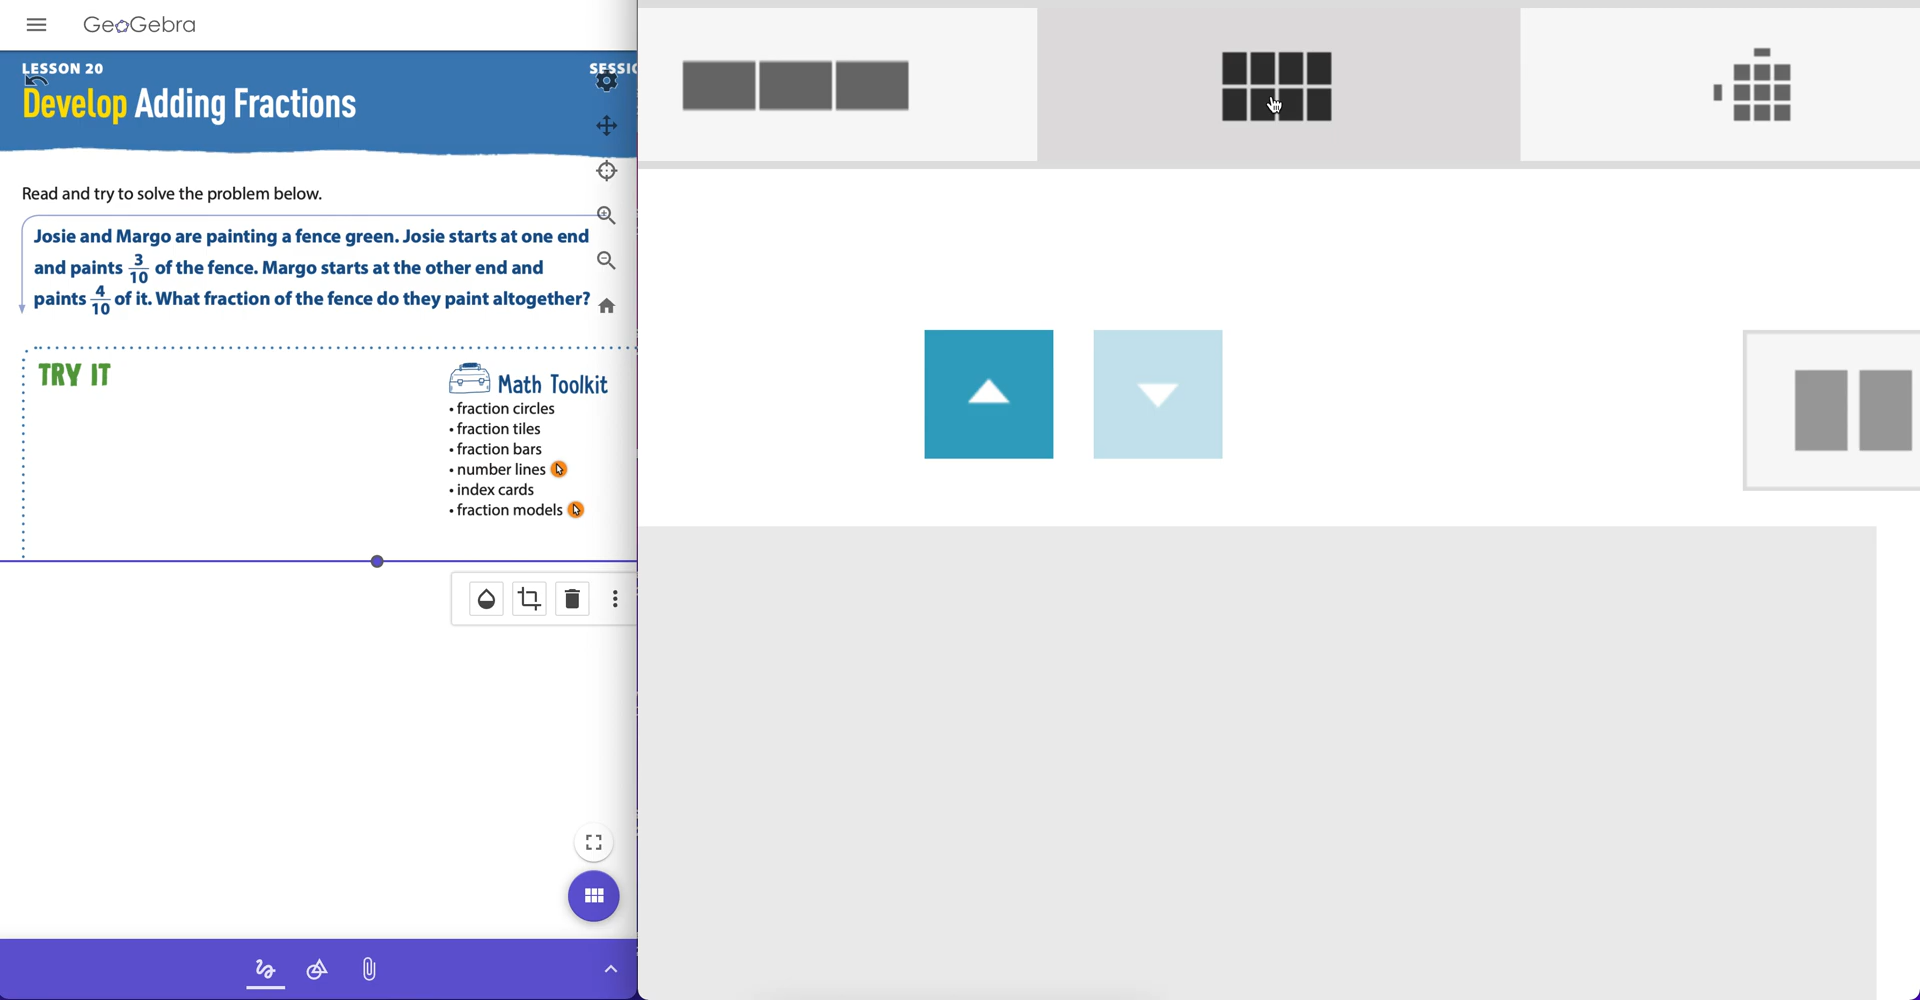 GeoGebra
LESSON 20
SESSIO
Develop Adding Fractions
Read and try to solve the problem below.
Josie and Margo are painting a fence green. Josie starts at one end
and paints 3/10 of the fence. Margo starts at the other end and
paints 4/10 of it. What fraction of the fence do they paint altogether?
TRY IT
Math Toolkit
• fraction circles
• fraction tiles
• fraction bars
• number lines
• index cards
• fraction models